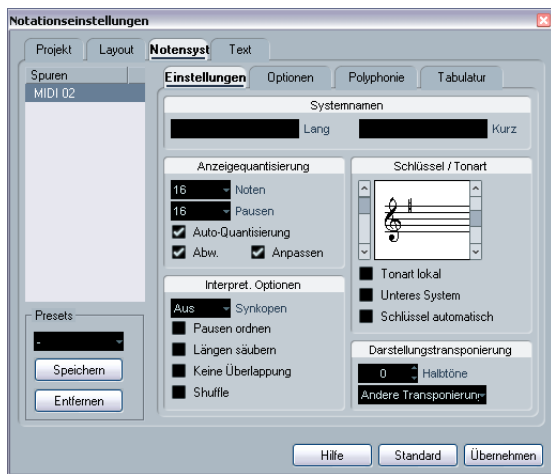 Notationseinstellungen
Projekt Layout Notensyst Text
Spuren
MIDI 02
Presets
-
Speichern
Entfernen
Einstellungen Optionen Polyphonie Tabulatur
Systemnamen
Lang Kurz
Anzeigequantisierung
16 Noten
16 Pausen
Auto-Quantisierung
Abw. Anpassen
Interpret. Optionen
Aus Synkopen
Pausen ordnen
Längen säubern
Keine Überlappung
Shuffle
Schlüssel / Tonart
Tonart lokal
Unteres System
Schlüssel automatisch
Darstellungstransponierung
0 Halbtöne
Andere Transponierung
Hilfe Standard Übernehmen